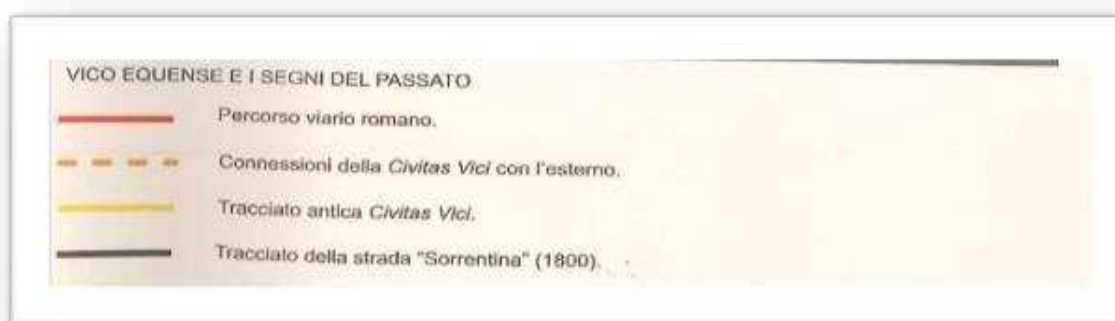 VICO EQUENSE E I SEGNI DEL PASSATO
Percorso viario romano.
Connessioni della Civitas Vici con l'esterno.
Tracciato antica Civitas Vici.
Tracciato della strada "Sorrentina" (1800).